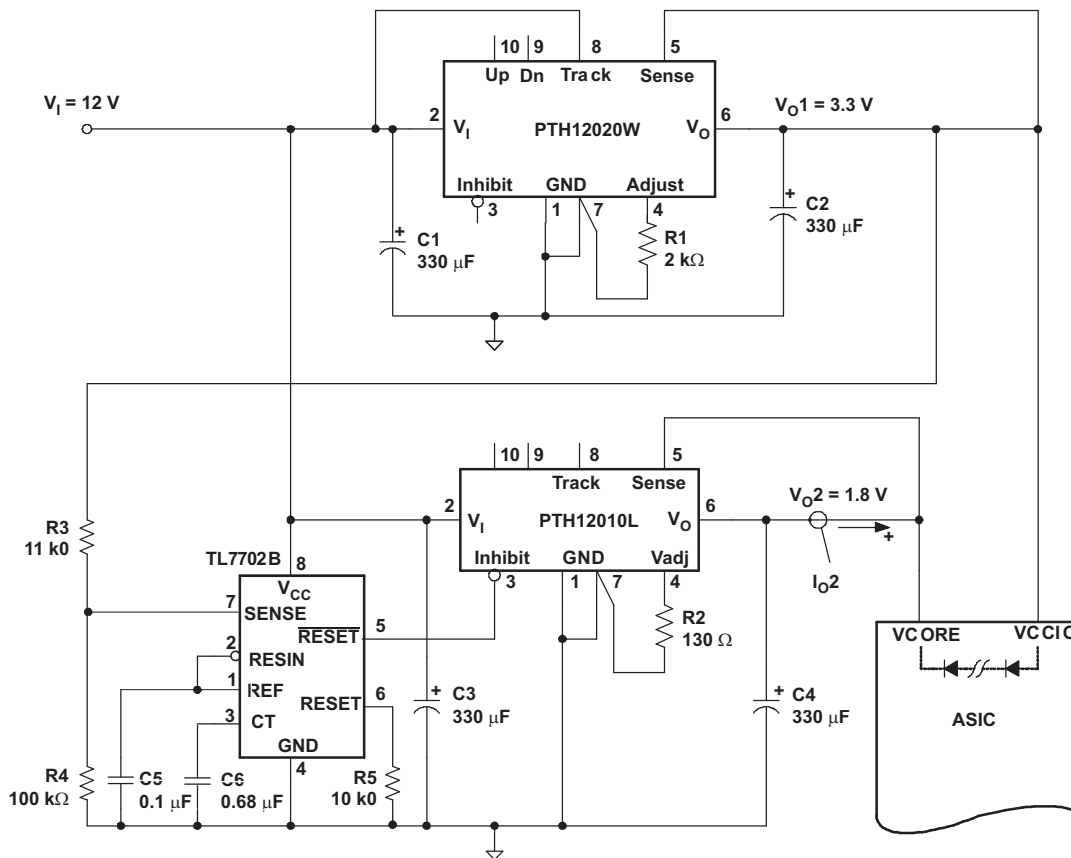 10 9 8 5
Up Dn Track Sense
V_I = 12 V
2 V_I PTH12020W V_O 6
V_O1 = 3.3 V
Inhibit GND Adjust
3 1 7 4
C1
330 μF
R1
2 kΩ
C2
330 μF
10 9 8 5
Track Sense
2 V_I PTH12010L V_O 6
V_O2 = 1.8 V
+
I_O2
Inhibit GND Vadj
3 1 7 4
R2
130 Ω
R3
11 k0
TL7702B 8
V_CC
7 SENSE
RESET 5
2 RESIN
1 REF
RESET 6
3 CT
GND
4
C3
330 μF
C4
330 μF
R4
100 kΩ
C5
0.1 μF
C6
0.68 μF
R5
10 k0
VCORE VCCIO
ASIC